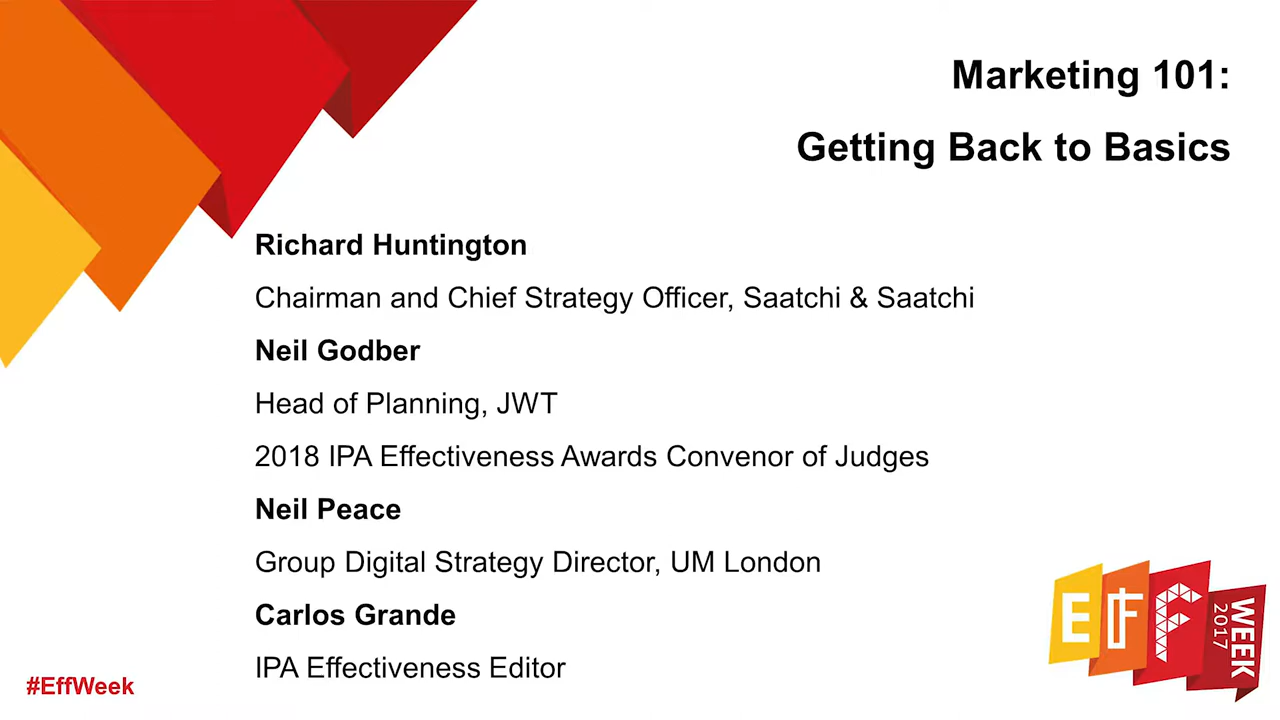 Marketing 101:
Getting Back to Basics
Richard Huntington
Chairman and Chief Strategy Officer, Saatchi & Saatchi
Neil Godber
Head of Planning, JWT
2018 IPA Effectiveness Awards Convenor of Judges
Neil Peace
Group Digital Strategy Director, UM London
Carlos Grande
IPA Effectiveness Editor
#EffWeek
EFF
WEEK
2017